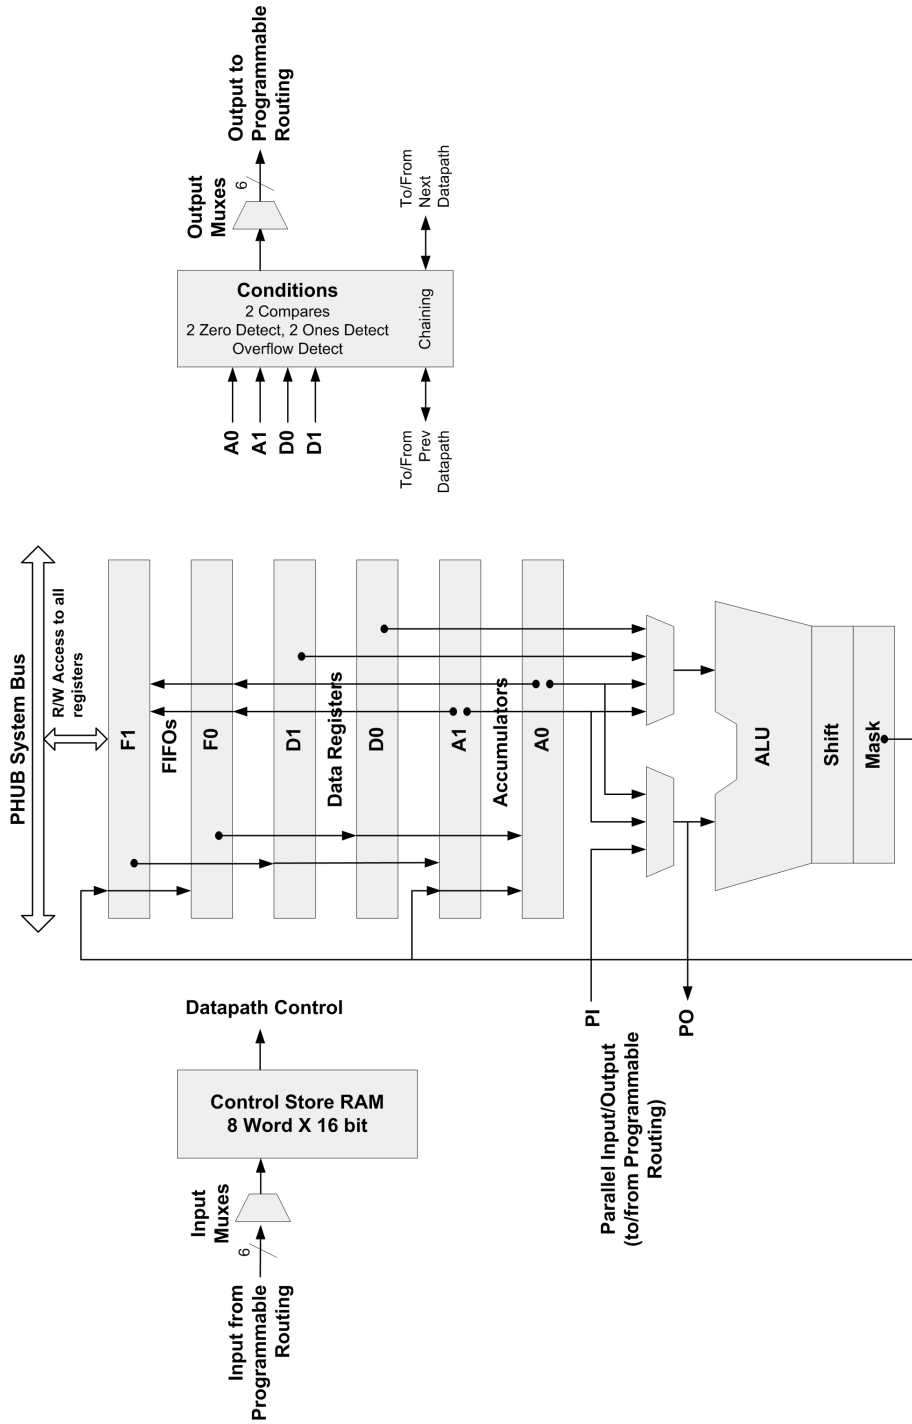 PHUB System Bus
R/W Access to all
registers
F1
FIFOs
F0
D1
Data Registers
D0
A1
Accumulators
A0
Input from
Programmable
Routing
6
Input
Muxes
Control Store RAM
8 Word X 16 bit
Datapath Control
A0
A1
D0
D1
Conditions
2 Compares
2 Zero Detect, 2 Ones Detect
Overflow Detect
Chaining
To/From
Prev
Datapath
To/From
Next
Datapath
Output
Muxes
6
Output to
Programmable
Routing
PI
Parallel Input/Output
(to/from Programmable
Routing)
PO
ALU
Shift
Mask